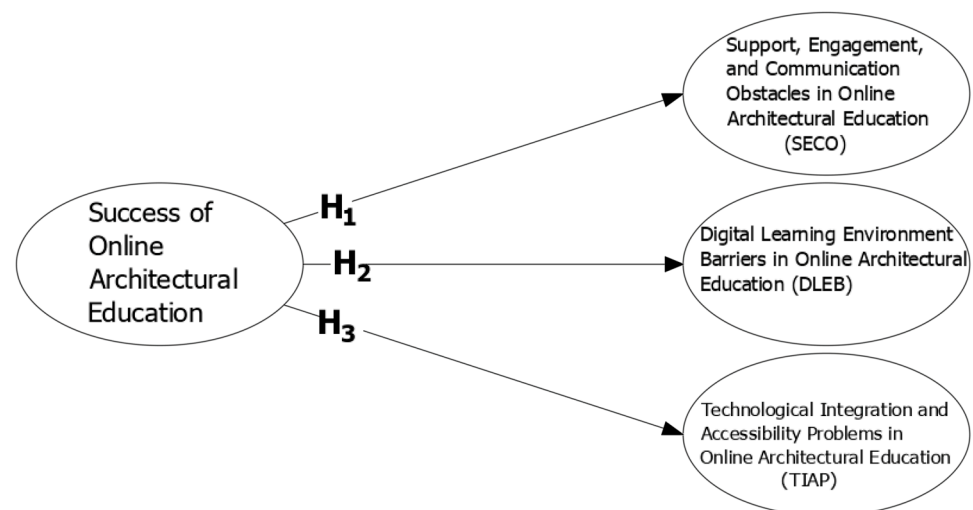 Support, Engagement,
and Communication
Obstacles in Online
Architectural Education
(SECO)
Success of
Online
Architectural
Education
H1
H2
H3
Digital Learning Environment
Barriers in Online Architectural
Education (DLEB)
Technological Integration and
Accessibility Problems in
Online Architectural Education
(TIAP)